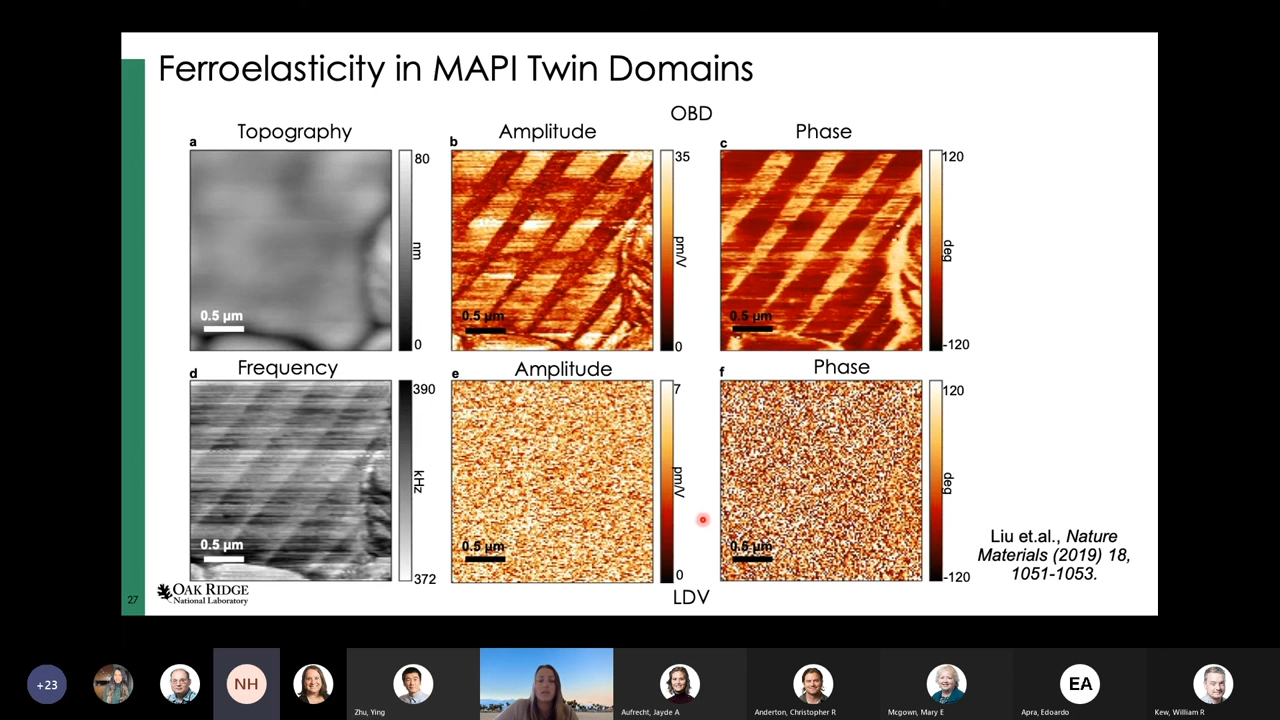 Ferroelasticity in MAPI Twin Domains
OBD
a
Topography
80
nm
0
0.5 µm
b
Amplitude
35
pm/V
0
0.5 µm
c
Phase
120
deg
-120
0.5 µm
d
Frequency
390
kHz
372
0.5 µm
e
Amplitude
7
pm/V
0
0.5 µm
f
Phase
120
deg
-120
0.5 µm
LDV
Liu et.al., Nature
Materials (2019) 18,
1051-1053.
27
OAK RIDGE
National Laboratory
+23
NH
Zhu, Ying
Aufrecht, Jayde A
Anderton, Christopher R
Mcgown, Mary E
EA
Apra, Edoardo
Kew, William R